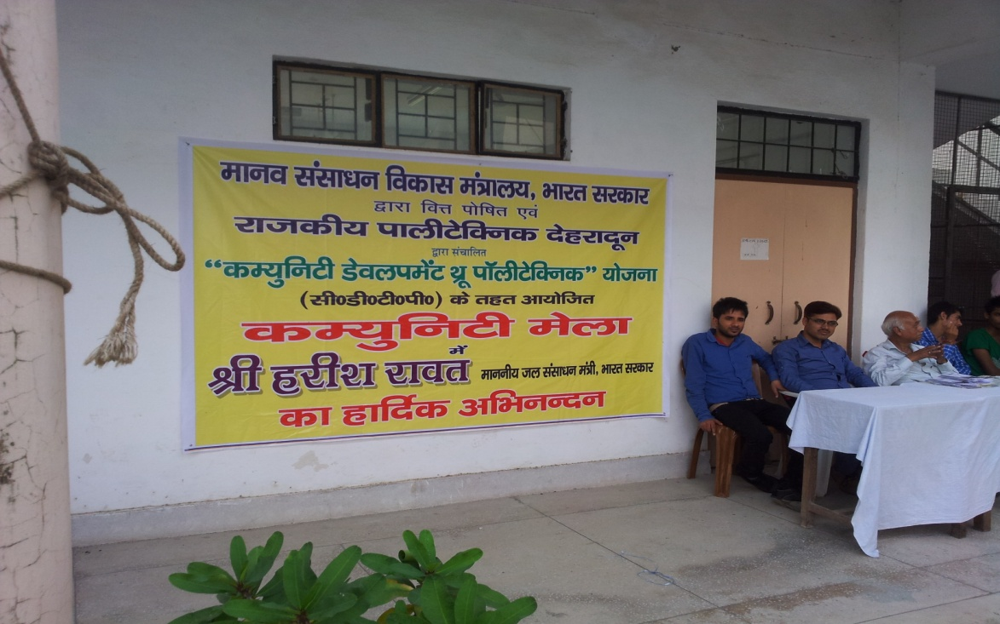 मानव संसाधन विकास मंत्रालय, भारत सरकार
द्वारा वित्त पोषित एवं
राजकीय पालीटेक्निक देहरादून
द्वारा संचालित
“कम्युनिटी डेवलपमेंट थ्रू पॉलीटेक्निक” योजना
(सी०डी०टी०पी०) के तहत आयोजित
कम्युनिटी मेला
में
श्री हरीश रावत माननीय जल संसाधन मंत्री, भारत सरकार
का हार्दिक अभिनन्दन